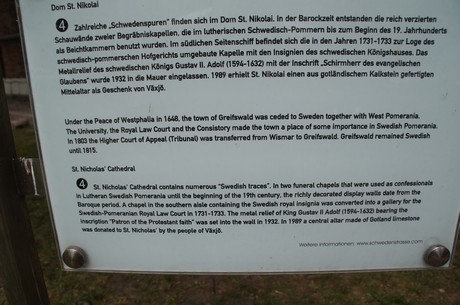 Dom St. Nikolai
4 Zahlreiche „Schwedenspuren“ finden sich im Dom St. Nikolai. In der Barockzeit entstanden die reich verzierten
Schauwände zweier Begräbniskapellen, die im lutherischen Schwedisch-Pommern bis zum Beginn des 19. Jahrhunderts
als Beichtkammern benutzt wurden. Im südlichen Seitenschiff befindet sich die in den Jahren 1731-1733 zur Loge des
schwedisch-pommerschen Hofgerichts umgebaute Kapelle mit den Insignien des schwedischen Königshauses. Das
Metallrelief des schwedischen Königs Gustav II. Adolf (1594-1632) mit der Inschrift „Schirmherr des evangelischen
Glaubens“ wurde 1932 in die Mauer eingelassen. 1989 erhielt St. Nikolai einen aus gotländischem Kalkstein gefertigten
Mittelaltar als Geschenk von Växjö.
Under the Peace of Westphalia in 1648, the town of Greifswald was ceded to Sweden together with West Pomerania.
The University, the Royal Law Court and the Consistory made the town a place of some importance in Swedish Pomerania.
In 1803 the Higher Court of Appeal (Tribunal) was transferred from Wismar to Greifswald. Greifswald remained Swedish
until 1815.
St. Nicholas' Cathedral
4 St. Nicholas' Cathedral contains numerous "Swedish traces". In two funeral chapels that were used as confessionals
in Lutheran Swedish Pomerania until the beginning of the 19th century, the richly decorated display walls date from the
Baroque period. A chapel in the southern aisle containing the Swedish royal insignia was converted into a gallery for the
Swedish-Pomeranian Royal Law Court in 1731-1733. The metal relief of King Gustav II Adolf (1594-1632) bearing the
inscription "Patron of the Protestant faith" was set into the wall in 1932. In 1989 a central altar made of Gotland limestone
was donated to St. Nicholas' by the people of Växjö.
Weitere Informationen: www.schwedenstrasse.com